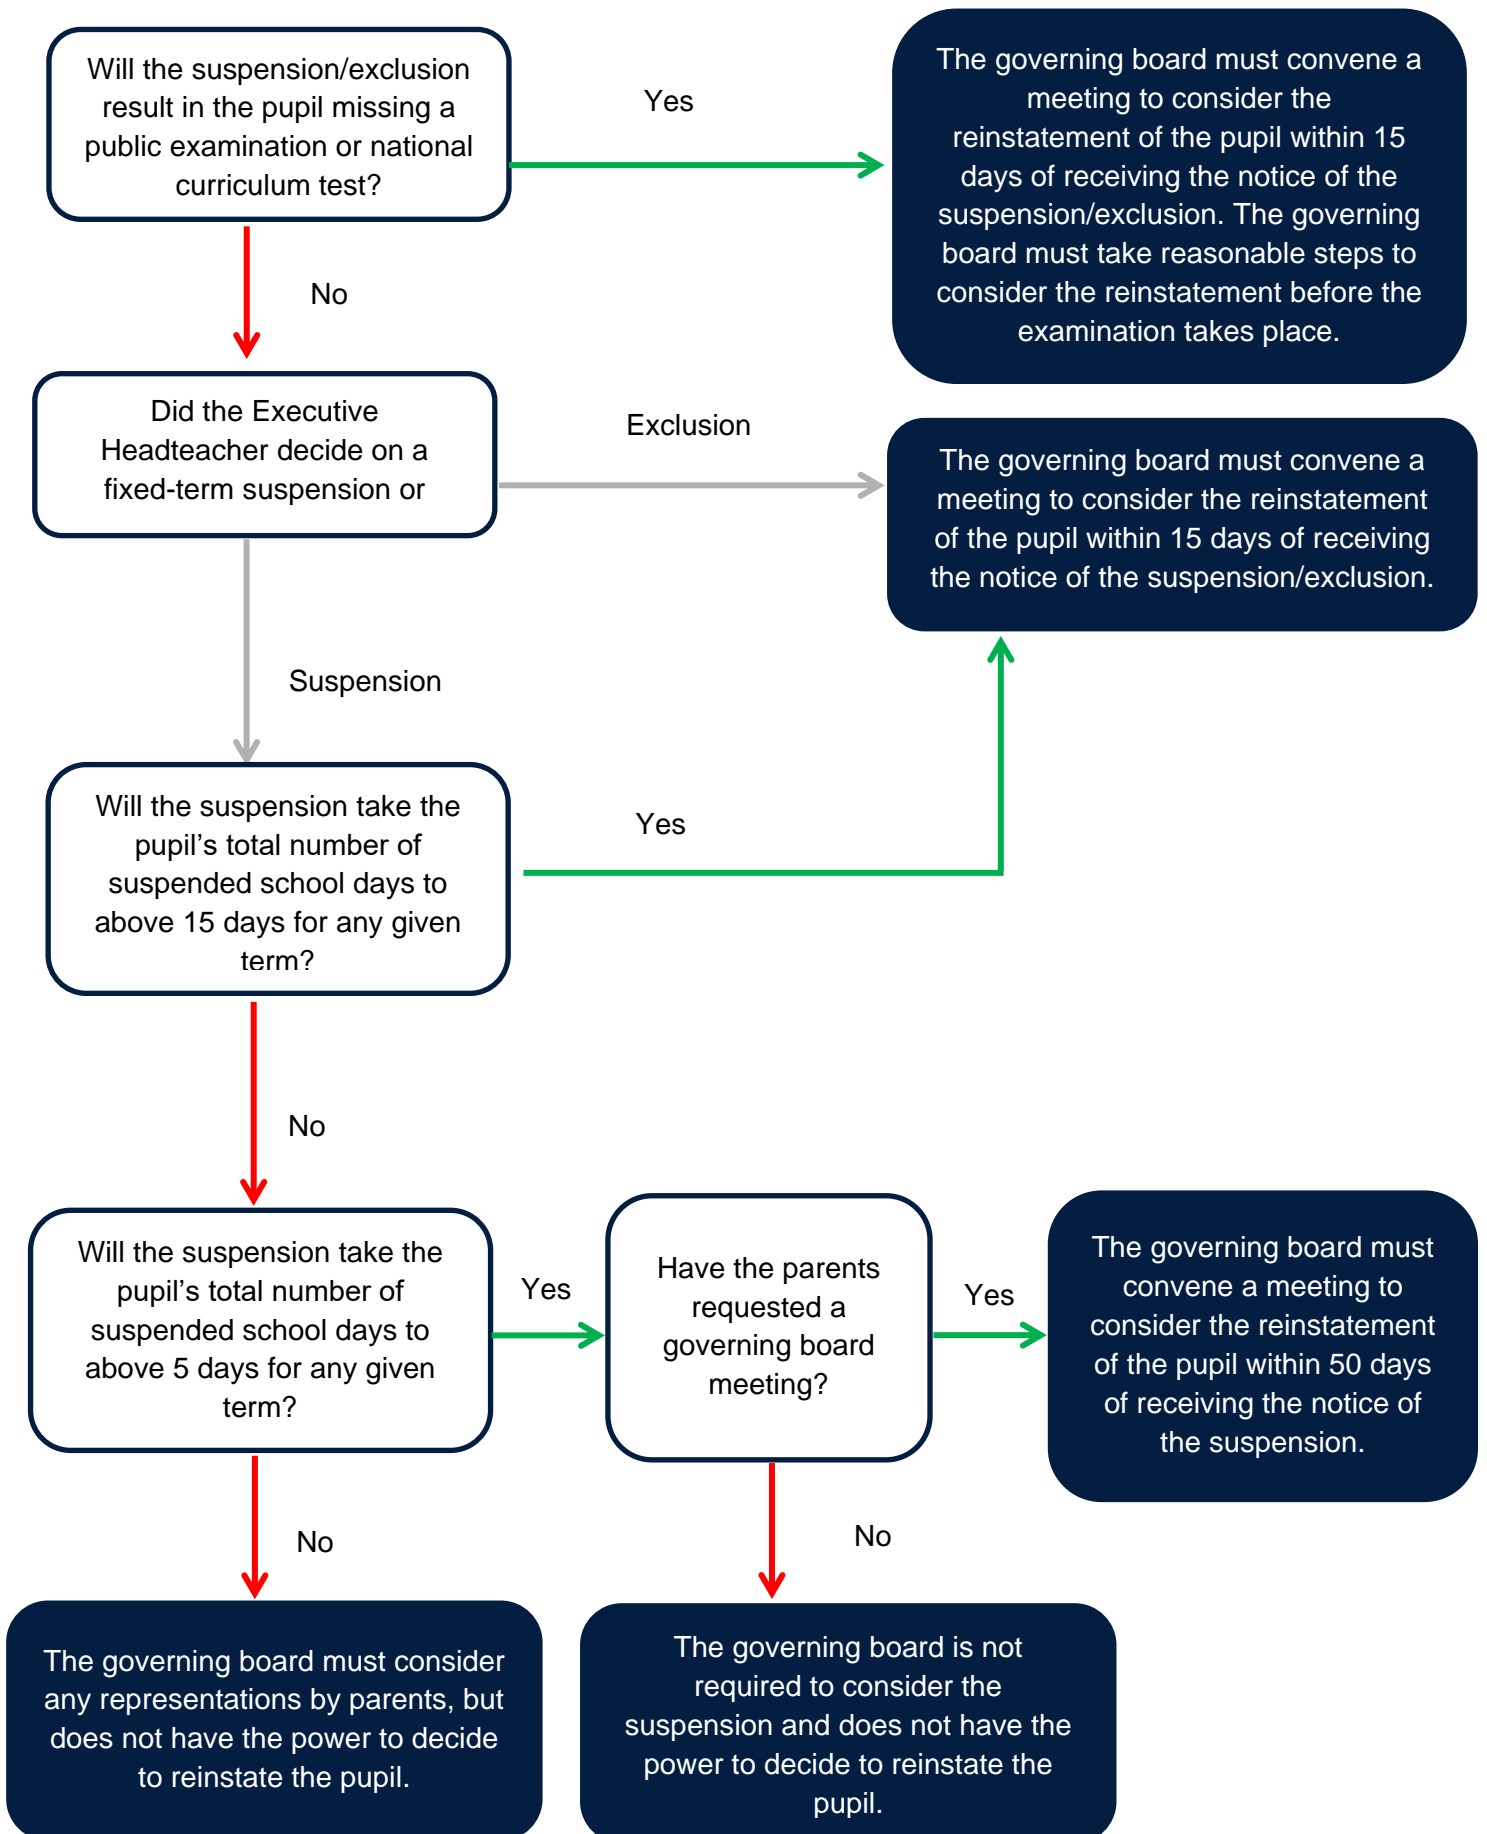 Will the suspension/exclusion
result in the pupil missing a
public examination or national
curriculum test?
Yes
The governing board must convene a
meeting to consider the
reinstatement of the pupil within 15
days of receiving the notice of the
suspension/exclusion. The governing
board must take reasonable steps to
consider the reinstatement before the
examination takes place.
No
Did the Executive
Headteacher decide on a
fixed-term suspension or
Exclusion
The governing board must convene a
meeting to consider the reinstatement
of the pupil within 15 days of receiving
the notice of the suspension/exclusion.
Suspension
Will the suspension take the
pupil’s total number of
suspended school days to
above 15 days for any given
term?
Yes
No
Will the suspension take the
pupil’s total number of
suspended school days to
above 5 days for any given
term?
Yes
Have the parents
requested a
governing board
meeting?
Yes
The governing board must
convene a meeting to
consider the reinstatement
of the pupil within 50 days
of receiving the notice of
the suspension.
No
No
The governing board must consider
any representations by parents, but
does not have the power to decide
to reinstate the pupil.
The governing board is not
required to consider the
suspension and does not have the
power to decide to reinstate the
pupil.